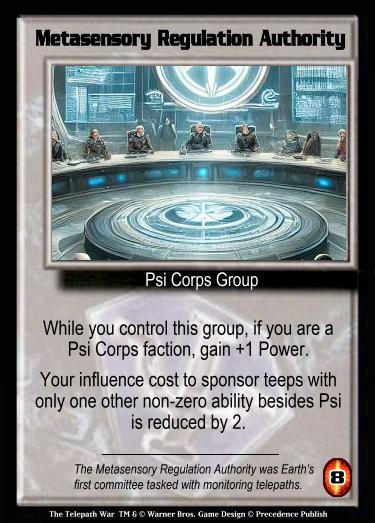 Metasensory Regulation Authority
Psi Corps Group
While you control this group, if you are a
Psi Corps faction, gain +1 Power.
Your influence cost to sponsor teeps with
only one other non-zero ability besides Psi
is reduced by 2.
The Metasensory Regulation Authority was Earth's
first committee tasked with monitoring telepaths.
8
The Telepath War TM & © Warner Bros. Game Design © Precedence Publish